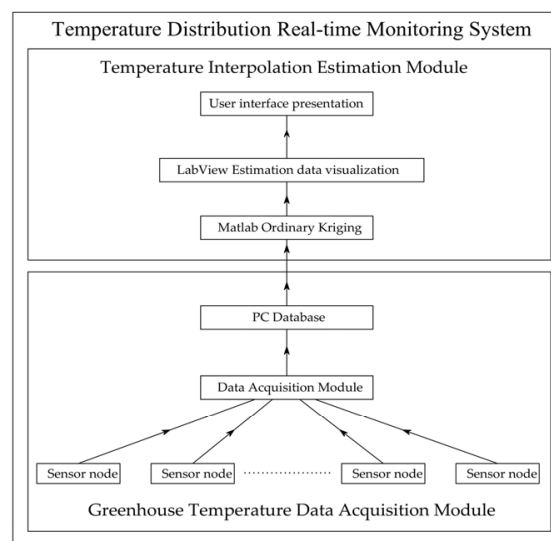 Temperature Distribution Real-time Monitoring System
Temperature Interpolation Estimation Module
User interface presentation
LabView Estimation data visualization
Matlab Ordinary Kriging
PC Database
Data Acquisition Module
Sensor node Sensor node Sensor node Sensor node
Greenhouse Temperature Data Acquisition Module